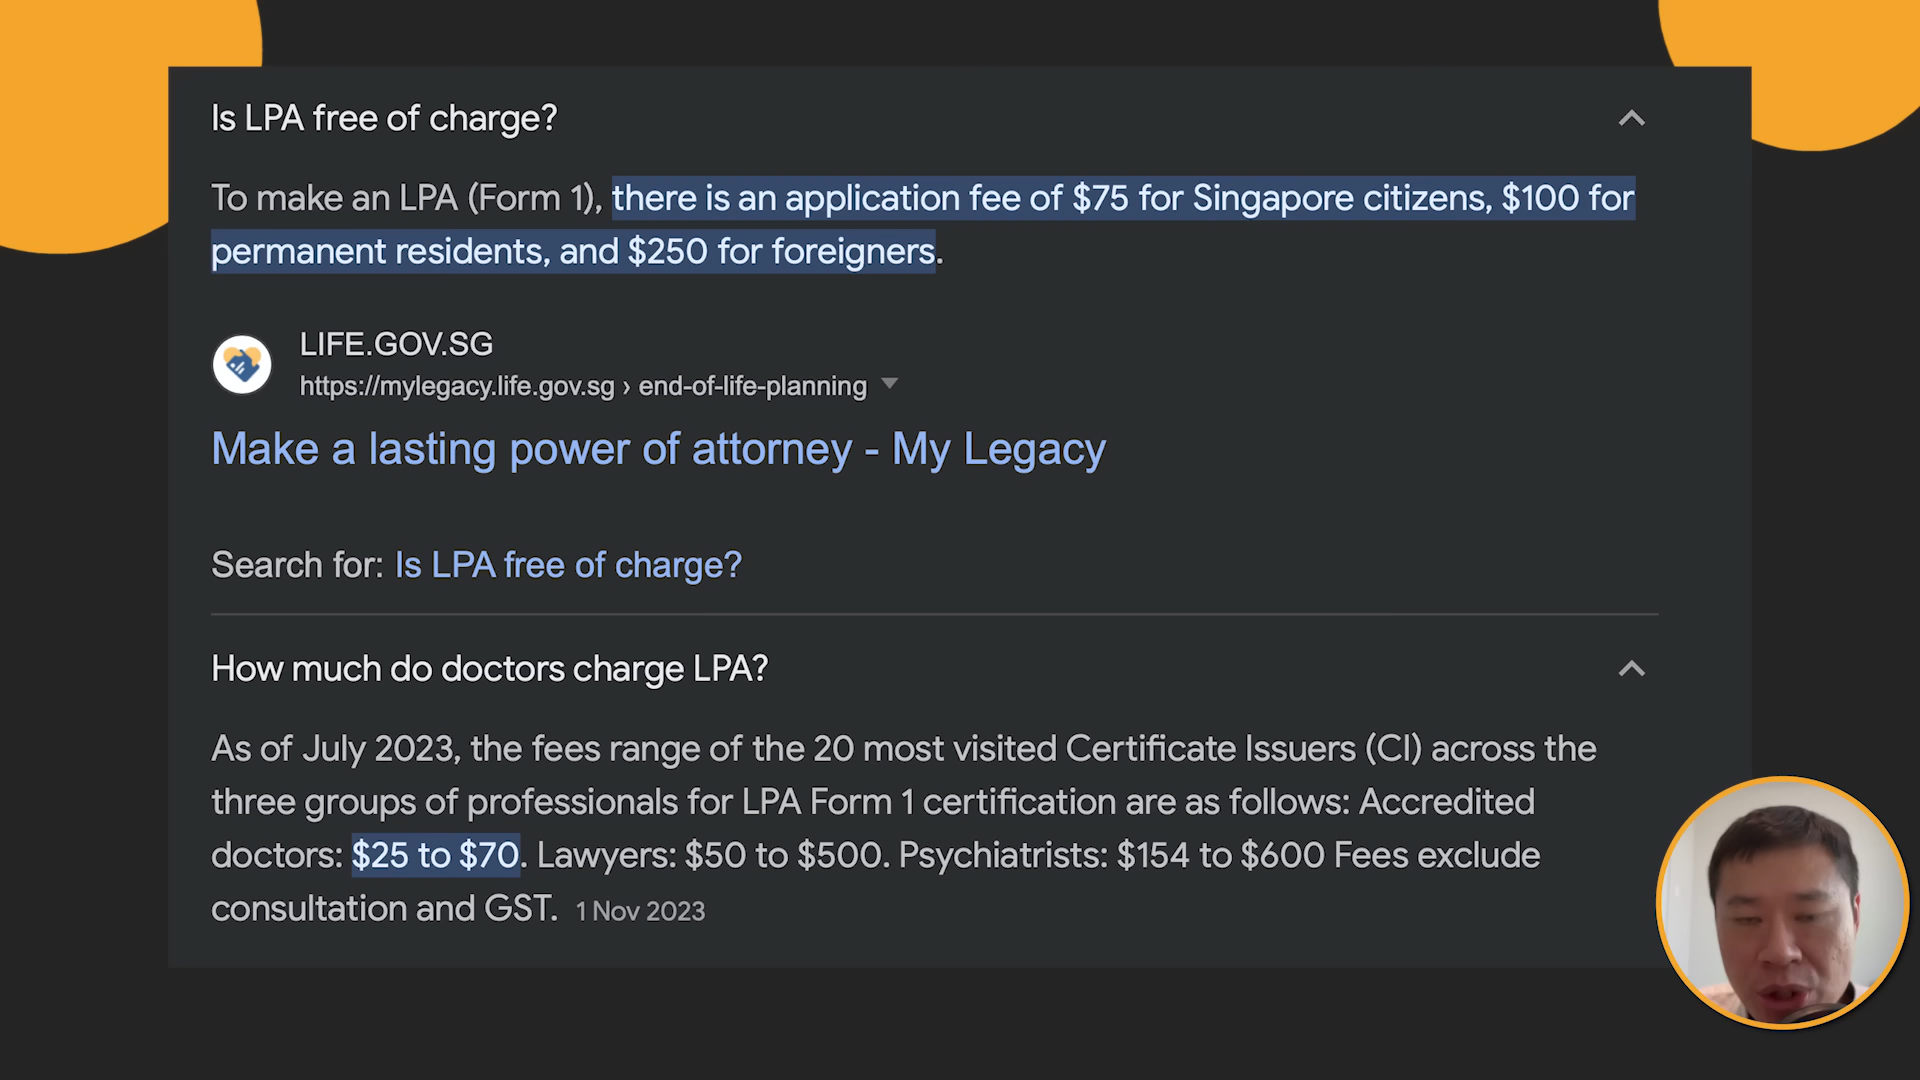 Is LPA free of charge?
To make an LPA (Form 1), there is an application fee of $75 for Singapore citizens, $100 for
permanent residents, and $250 for foreigners.
LIFE.GOV.SG
https://mylegacy.life.gov.sg › end-of-life-planning
Make a lasting power of attorney - My Legacy
Search for: Is LPA free of charge?
How much do doctors charge LPA?
As of July 2023, the fees range of the 20 most visited Certificate Issuers (CI) across the
three groups of professionals for LPA Form 1 certification are as follows: Accredited
doctors: $25 to $70. Lawyers: $50 to $500. Psychiatrists: $154 to $600 Fees exclude
consultation and GST. 1 Nov 2023